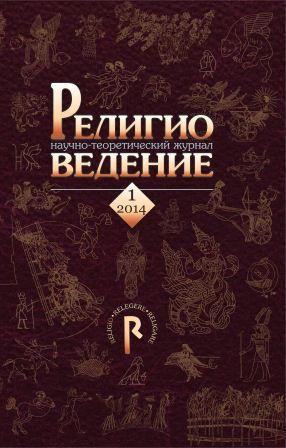 РЕЛИГИО
научно-теоретический журнал
ВЕДЕНИЕ
1
2014
RELIGIO • RELEGERE • RELIGARE
R